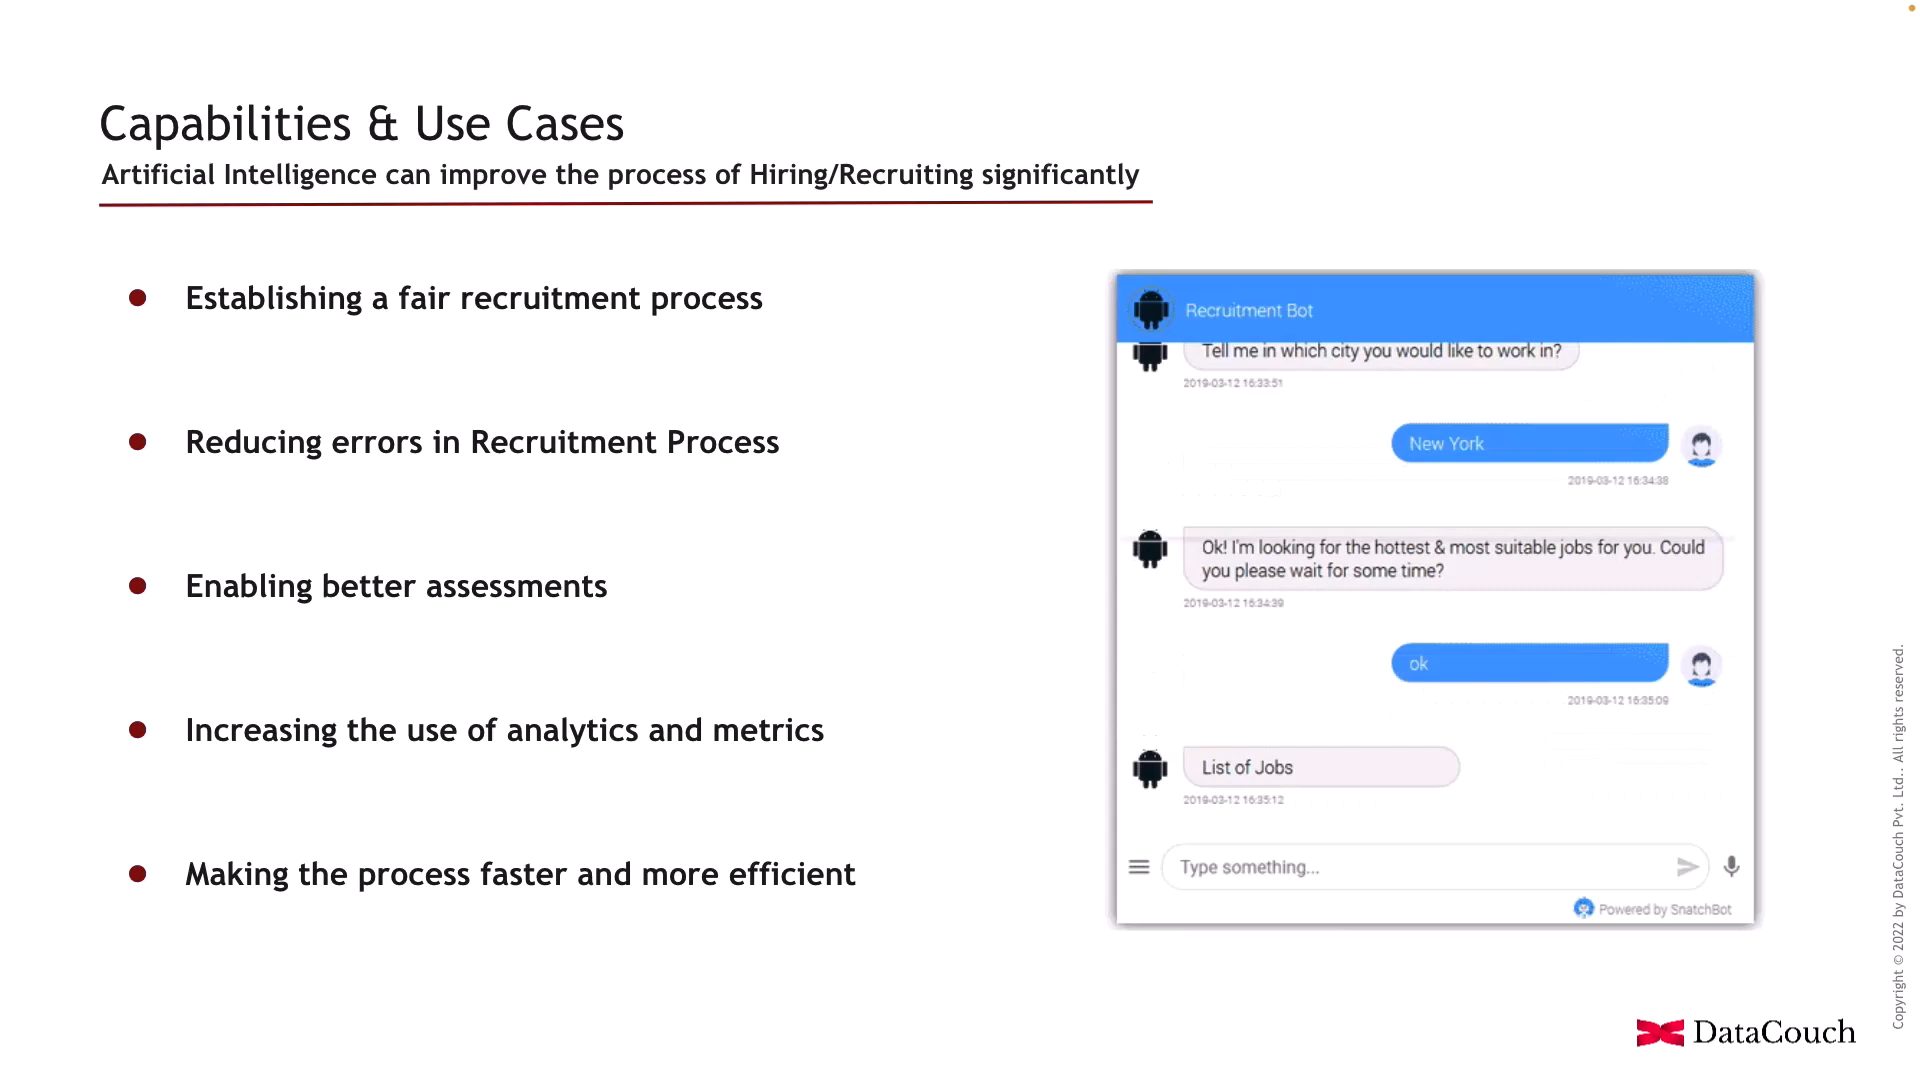 Capabilities & Use Cases
Artificial Intelligence can improve the process of Hiring/Recruiting significantly
Establishing a fair recruitment process
Reducing errors in Recruitment Process
Enabling better assessments
Increasing the use of analytics and metrics
Making the process faster and more efficient
Recruitment Bot
Tell me in which city you would like to work in?
2019-03-12 16:33:51
New York
2019-03-12 16:34:38
Ok! I'm looking for the hottest & most suitable jobs for you. Could
you please wait for some time?
2019-03-12 16:34:39
ok
2019-03-12 16:35:09
List of Jobs
2019-03-12 16:35:12
Type something...
Powered by SnatchBot
Copyright © 2022 by DataCouch Pvt. Ltd.. All rights reserved.
DataCouch